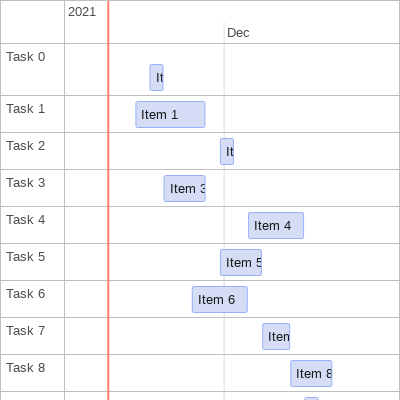 2021
Dec
Task 0
It
Task 1
Item 1
Task 2
It
Task 3
Item 3
Task 4
Item 4
Task 5
Item 5
Task 6
Item 6
Task 7
Item
Task 8
Item 8